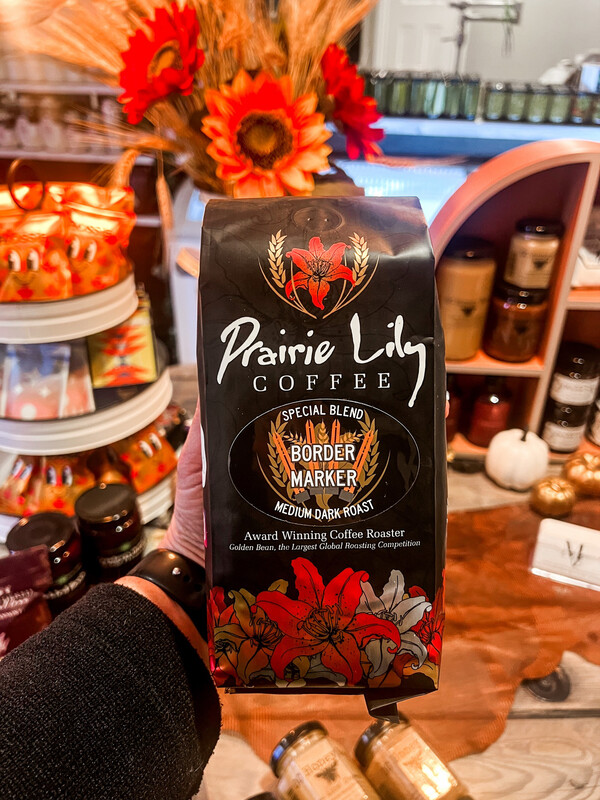 Prairie Lily
COFFEE
SPECIAL BLEND
BORDER
MARKER
MEDIUM DARK ROAST
Award Winning Coffee Roaster
Golden Bean, the Largest Global Roasting Competition